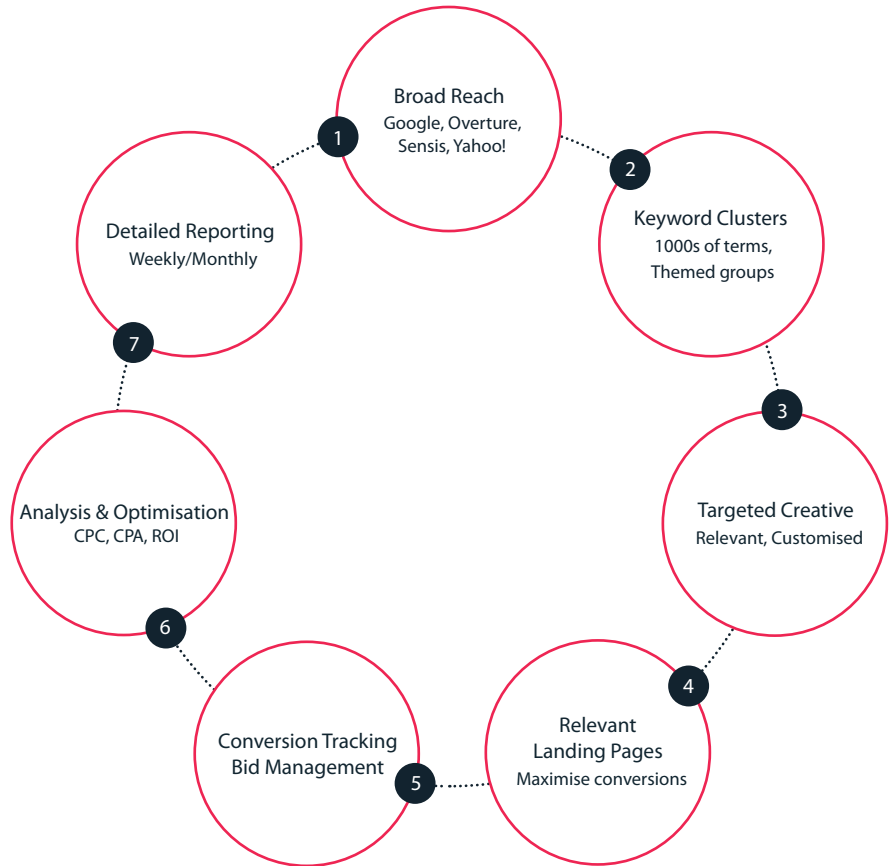 1
Broad Reach
Google, Overture,
Sensis, Yahoo!
2
Keyword Clusters
1000s of terms,
Themed groups
3
Targeted Creative
Relevant, Customised
4
Relevant
Landing Pages
Maximise conversions
5
Conversion Tracking
Bid Management
6
Analysis & Optimisation
CPC, CPA, ROI
7
Detailed Reporting
Weekly/Monthly